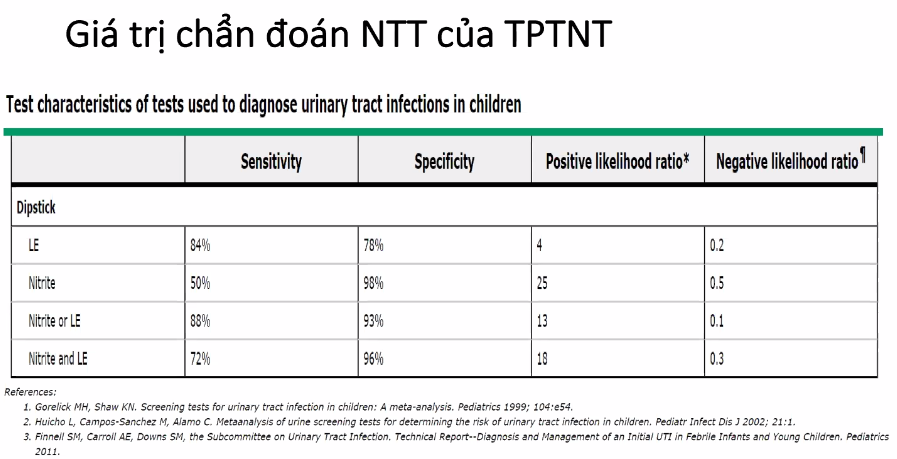 Giá trị chẩn đoán NTT của TPTNT
Test characteristics of tests used to diagnose urinary tract infections in children
Sensitivity Specificity Positive likelihood ratio* Negative likelihood ratio¶
Dipstick
LE 84% 78% 4 0.2
Nitrite 50% 98% 25 0.5
Nitrite or LE 88% 93% 13 0.1
Nitrite and LE 72% 96% 18 0.3
References:
1. Gorelick MH, Shaw KN. Screening tests for urinary tract infection in children: A meta-analysis. Pediatrics 1999; 104:e54.
2. Huicho L, Campos-Sanchez M, Alamo C. Metaanalysis of urine screening tests for determining the risk of urinary tract infection in children. Pediatr Infect Dis J 2002; 21:1.
3. Finnell SM, Carroll AE, Downs SM, the Subcommittee on Urinary Tract Infection. Technical Report--Diagnosis and Management of an Initial UTI in Febrile Infants and Young Children. Pediatrics
2011.